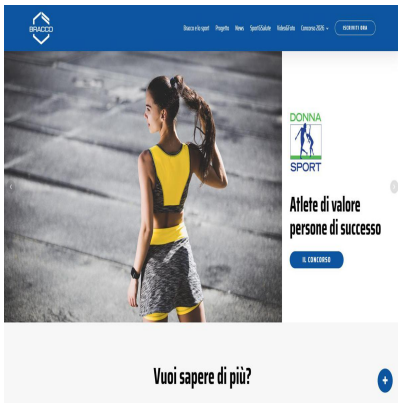 BRACCO
Bracco e lo sport Progetto News Sport&Salute Video&Foto Concorso 2026 ISCRIVITI ORA
DONNA
SPORT
Atlete di valore
persone di successo
IL CONCORSO
Vuoi sapere di più?
+